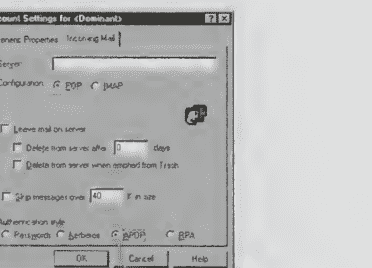 ount Settings for <Dominant>
eneric Properties Incoming Mail
Server:
Configuration: POP IMAP
Leave mail on server
Delete from server after 0 days
Delete from server when emptied from Trash
Skip messages over 40 K in size
Authentication style
Passwords Kerberos APOP RPA
OK Cancel Help